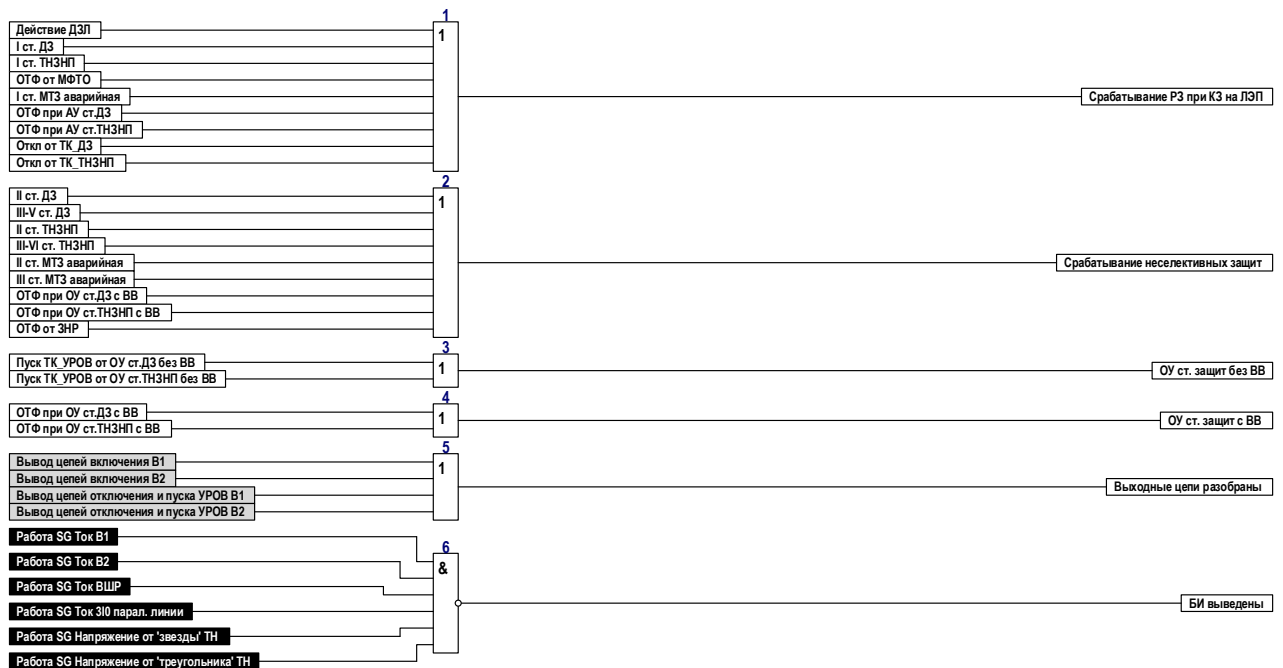 1
Действие ДЗЛ
1
I ст. ДЗ
I ст. ТНЗНП
ОТФ от МФТО
I ст. МТЗ аварийная
Срабатывание РЗ при КЗ на ЛЭП
ОТФ при АУ ст.ДЗ
ОТФ при АУ ст.ТНЗНП
Откл от ТК_ДЗ
Откл от ТК_ТНЗНП
2
II ст. ДЗ
1
III-V ст. ДЗ
II ст. ТНЗНП
III-VI ст. ТНЗНП
II ст. МТЗ аварийная
Срабатывание неселективных защит
III ст. МТЗ аварийная
ОТФ при ОУ ст.ДЗ с ВВ
ОТФ при ОУ ст.ТНЗНП с ВВ
ОТФ от ЗНР
3
Пуск ТК_УРОВ от ОУ ст.ДЗ без ВВ
1
ОУ ст. защит без ВВ
Пуск ТК_УРОВ от ОУ ст.ТНЗНП без ВВ
4
ОТФ при ОУ ст.ДЗ с ВВ
1
ОУ ст. защит с ВВ
ОТФ при ОУ ст.ТНЗНП с ВВ
5
Вывод цепей включения В1
1
Вывод цепей включения В2
Выходные цепи разобраны
Вывод цепей отключения и пуска УРОВ В1
Вывод цепей отключения и пуска УРОВ В2
Работа SG Ток В1
6
&
Работа SG Ток В2
Работа SG Ток ВШР
БИ выведены
Работа SG Ток 3I0 парал. линии
Работа SG Напряжение от 'звезды' ТН
Работа SG Напряжение от 'треугольника' ТН